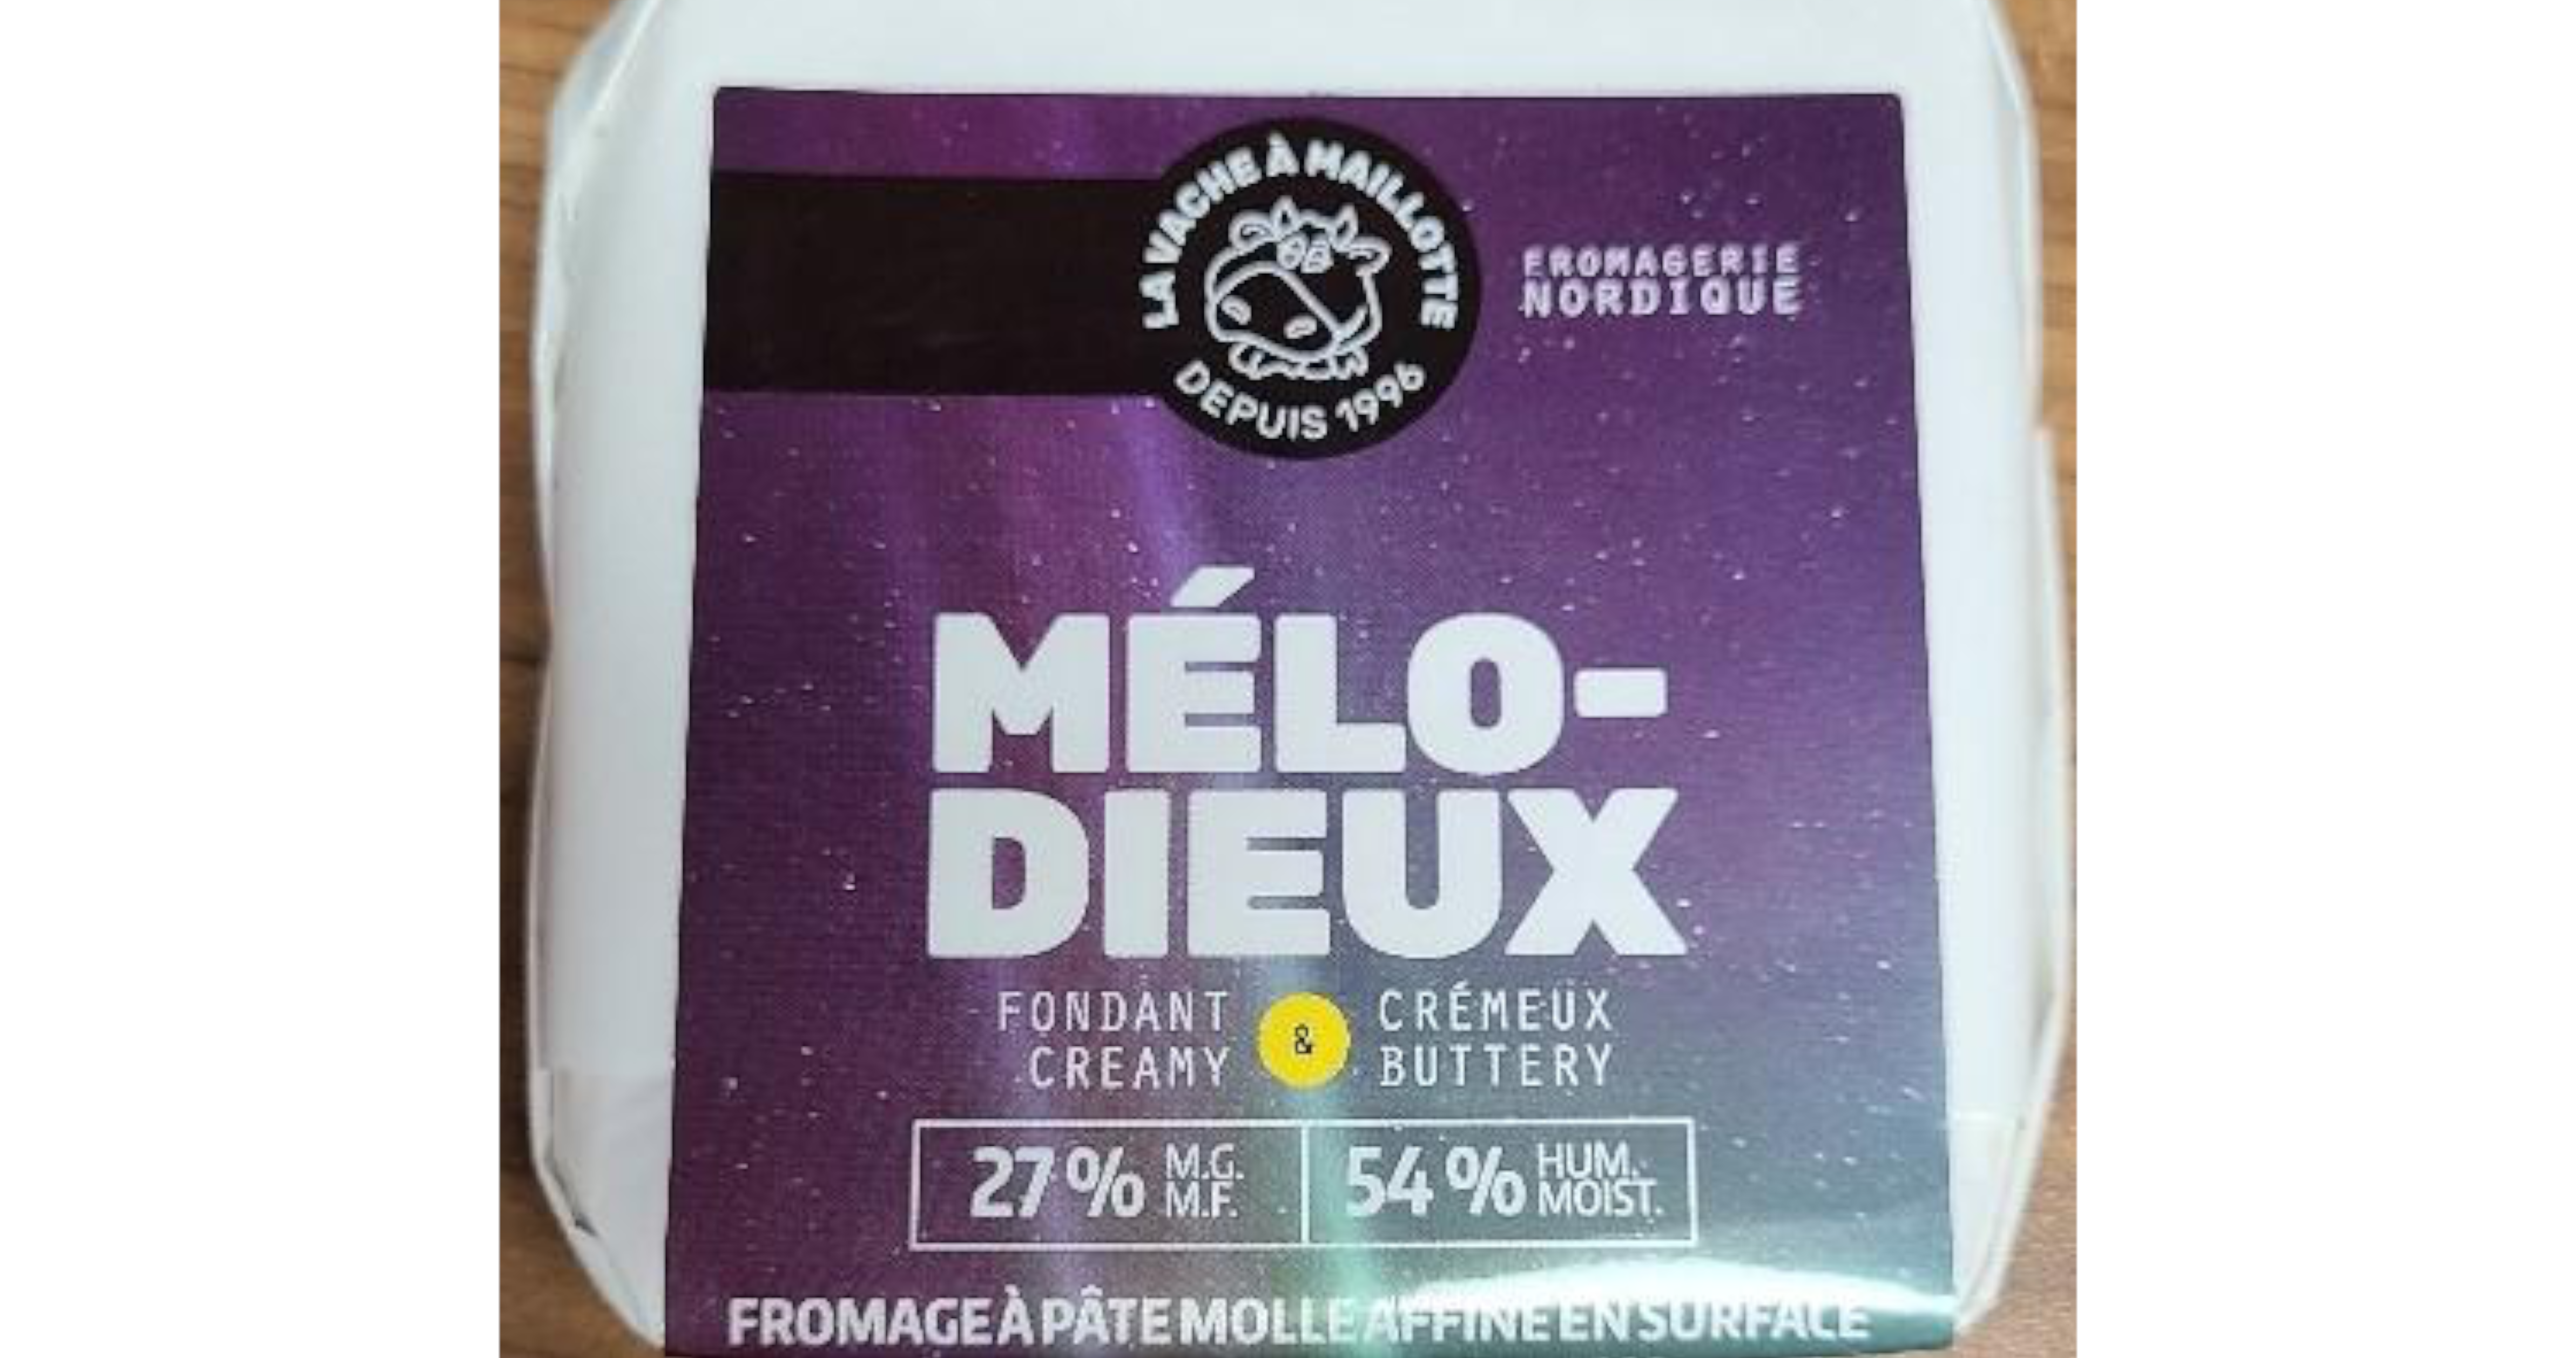 LA VACHE À MAILLOTTE
DEPUIS 1996
FROMAGERIE
NORDIQUE
MÉLO-
DIEUX
FONDANT & CRÉMEUX
CREAMY BUTTERY
27 % M.G. M.F. 54 % HUM. MOIST.
FROMAGE À PÂTE MOLLE AFFINÉ EN SURFACE